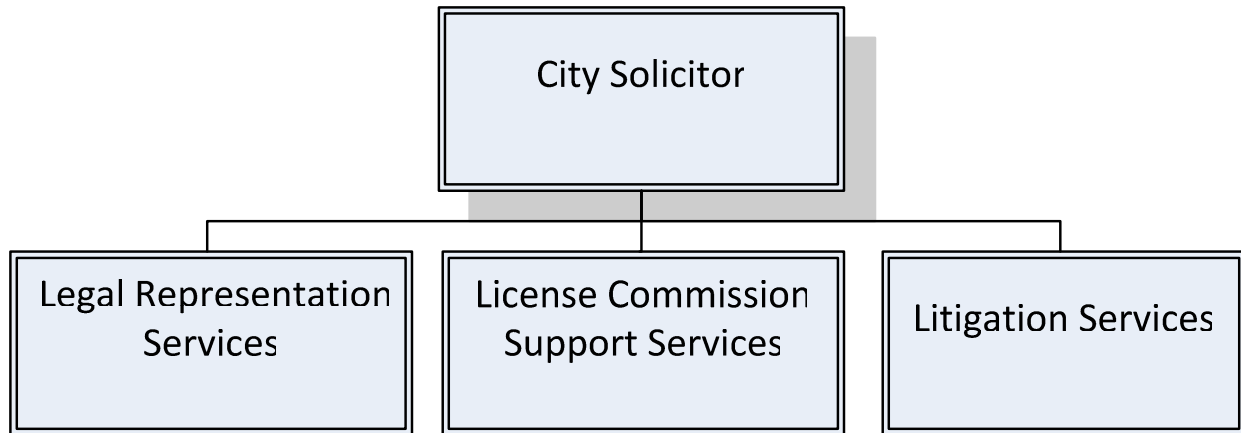 City Solicitor
Legal Representation
Services
License Commission
Support Services
Litigation Services